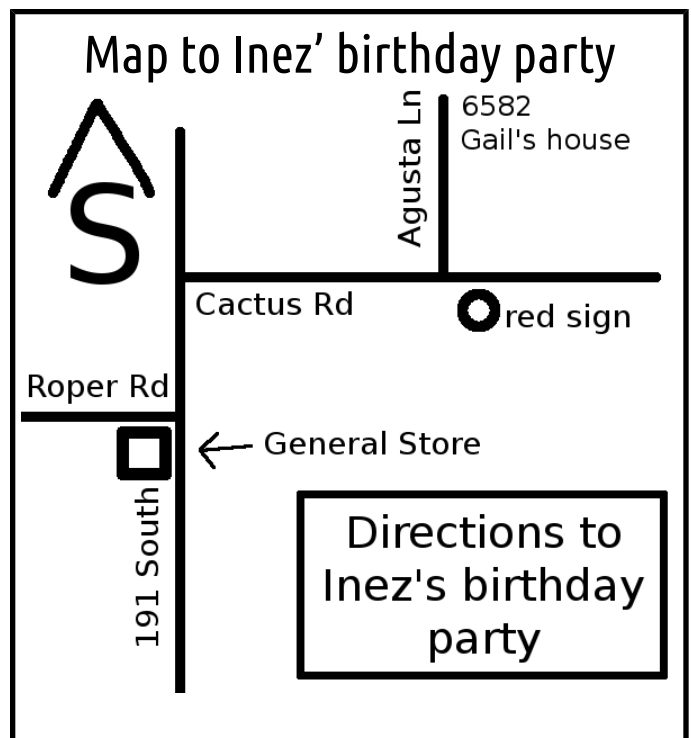 Map to Inez’ birthday party
Agusta Ln
6582
Gail's house
S
Cactus Rd
red sign
Roper Rd
General Store
191 South
Directions to
Inez's birthday
party